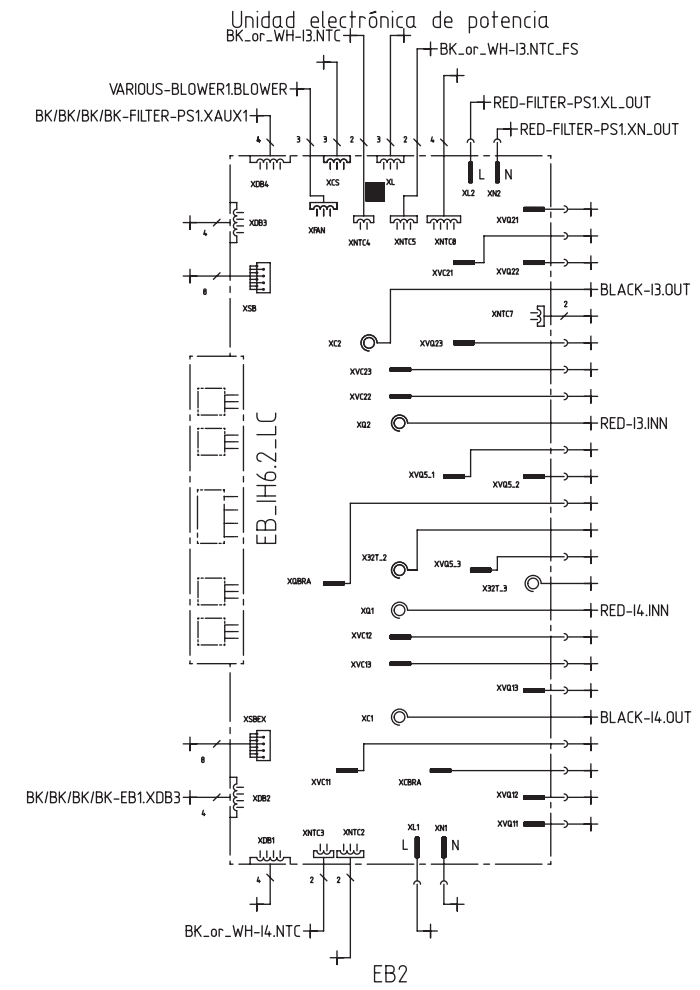 Unidad electrónica de potencia
BK_or_WH-I3.NTC
BK_or_WH-I3.NTC_FS
VARIOUS-BLOWER1.BLOWER
RED-FILTER-PS1.XL_OUT
BK/BK/BK/BK-FILTER-PS1.XAUX1
RED-FILTER-PS1.XN_OUT
4 3 3 2 3 2 4
XDB4 XCS XL XL2 L XN2 N
XDB3 XFAN XNTC4 XNTC5 XNTC8 XVQ21
4
XVC21 XVQ22
8
XSB
BLACK-I3.OUT
XNTC7 2
XC2 XVQ23
XVC23
XVC22
XQ2 RED-I3.INN
EB_IH6.2_LC
XVQ5_1 XVQ5_2
X32T_2 XVQ5_3
XQBRA X32T_3
XQ1 RED-I4.INN
XVC12
XVC13
XVQ13
XSBEX XC1 BLACK-I4.OUT
8
XVC11 XCBRA
BK/BK/BK/BK-EB1.XDB3 XDB2 XVQ12
4
XDB1 XNTC3 XNTC2 XL1 XN1 XVQ11
L N
4 2 2
BK_or_WH-I4.NTC
EB2